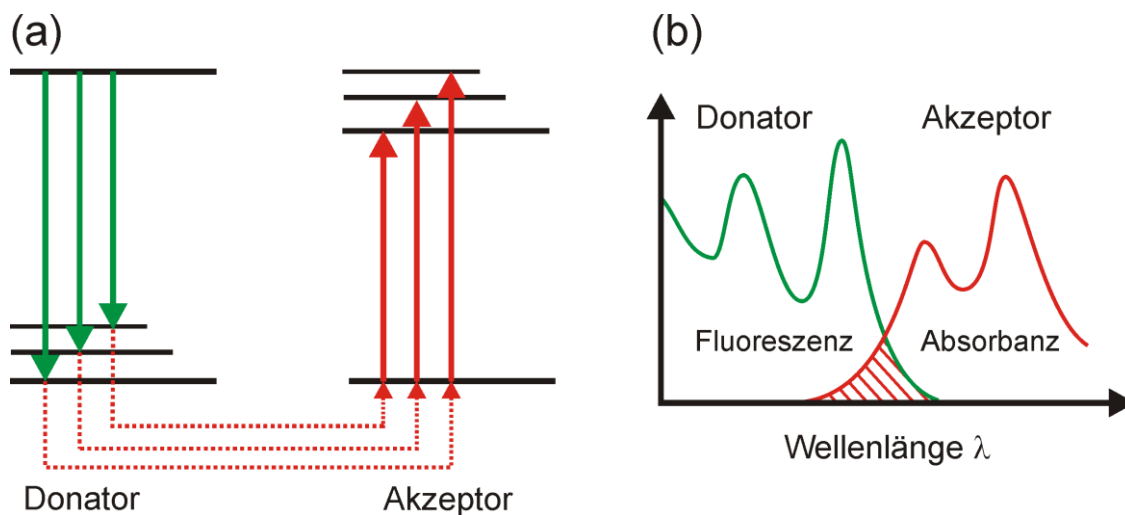 (a)
Donator
Akzeptor
(b)
Donator
Akzeptor
Fluoreszenz
Absorbanz
Wellenlänge λ